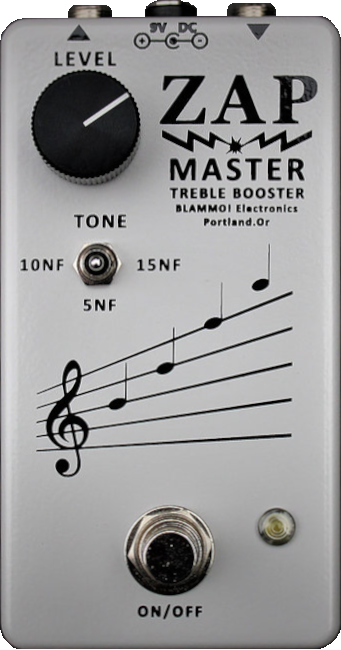 9V DC
LEVEL
ZAP
MASTER
TREBLE BOOSTER
BLAMMO! Electronics
Portland.Or
TONE
10NF
15NF
5NF
ON/OFF